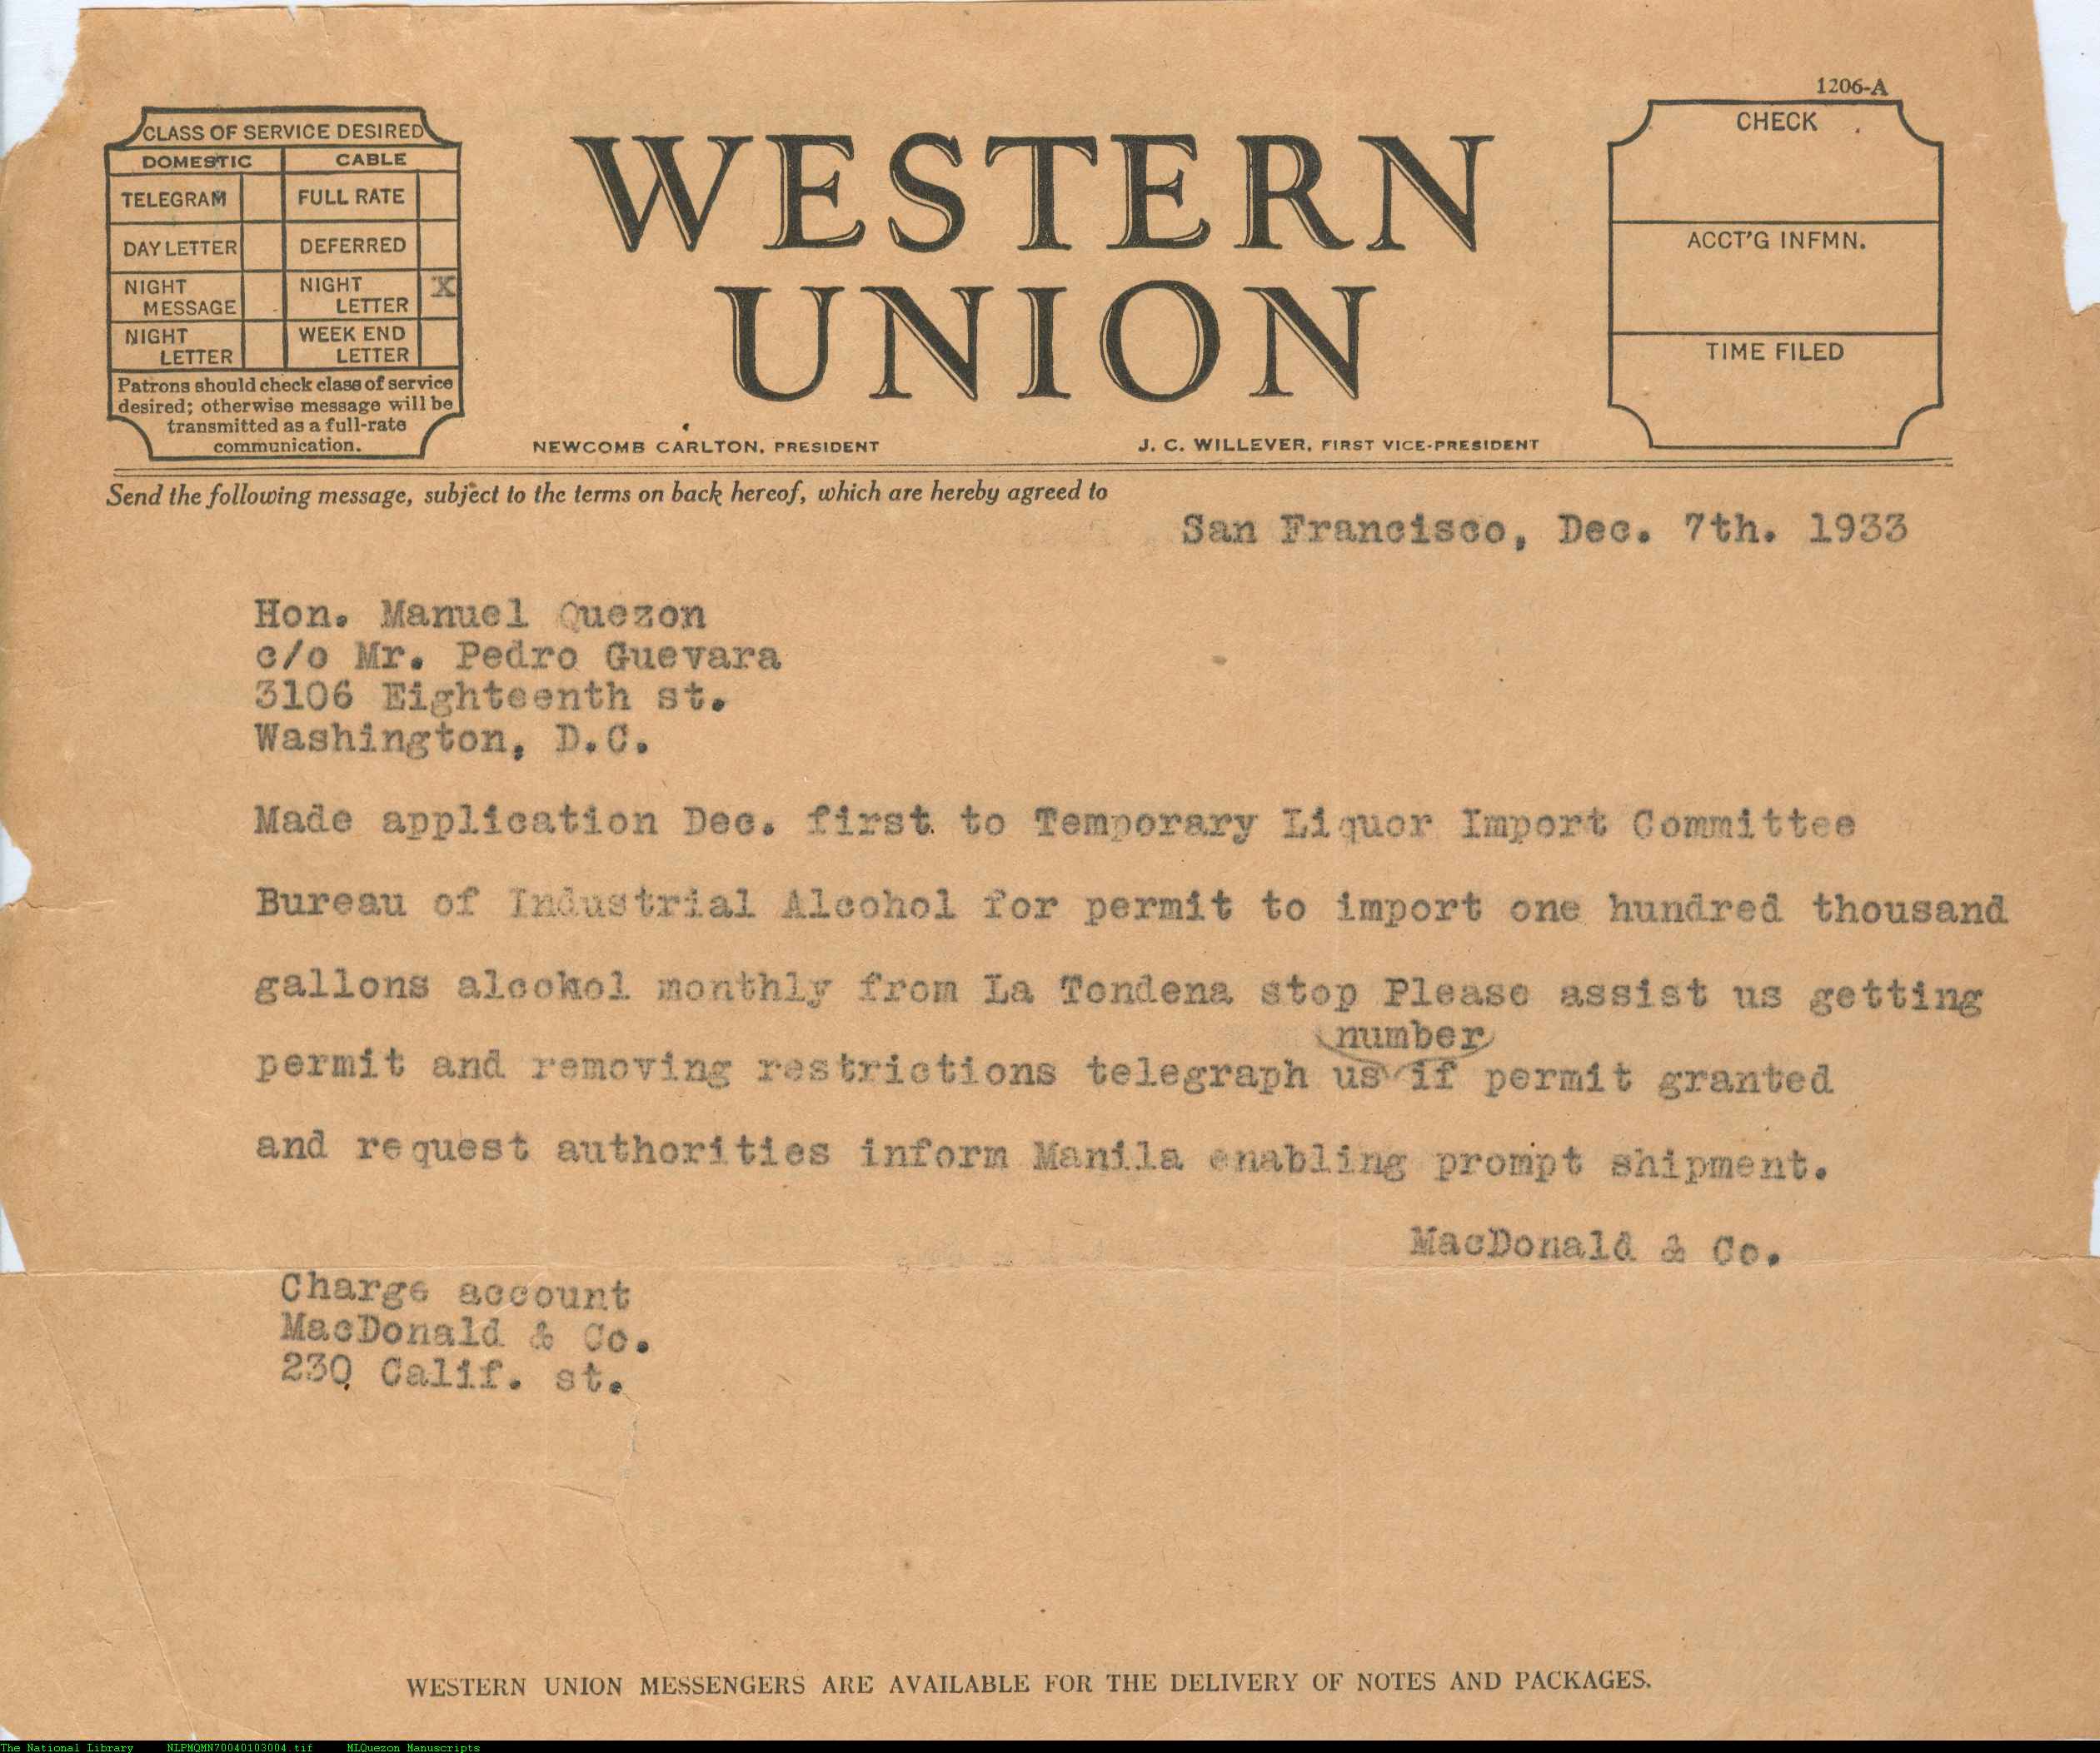 1206-A
CLASS OF SERVICE DESIRED
DOMESTIC CABLE
TELEGRAM FULL RATE
DAY LETTER DEFERRED
NIGHT MESSAGE NIGHT LETTER X
NIGHT LETTER WEEK END LETTER
Patrons should check class of service
desired; otherwise message will be
transmitted as a full-rate
communication.
WESTERN
UNION
NEWCOMB CARLTON, PRESIDENT J. C. WILLEVER, FIRST VICE-PRESIDENT
CHECK
ACCT'G INFMN.
TIME FILED
Send the following message, subject to the terms on back hereof, which are hereby agreed to
San Francisco, Dec. 7th. 1933
Hon. Manuel Quezon
c/o Mr. Pedro Guevara
3106 Eighteenth st.
Washington, D.C.
Made application Dec. first to Temporary Liquor Import Committee
Bureau of Industrial Alcohol for permit to import one hundred thousand
gallons alcohol monthly from La Tondena stop Please assist us getting
number
permit and removing restrictions telegraph us if permit granted
and request authorities inform Manila enabling prompt shipment.
MacDonald & Co.
Charge account
MacDonald & Co.
230 Calif. st.
WESTERN UNION MESSENGERS ARE AVAILABLE FOR THE DELIVERY OF NOTES AND PACKAGES.
The National Library NLPMQMN70040103004.tif MLQuezon Manuscripts